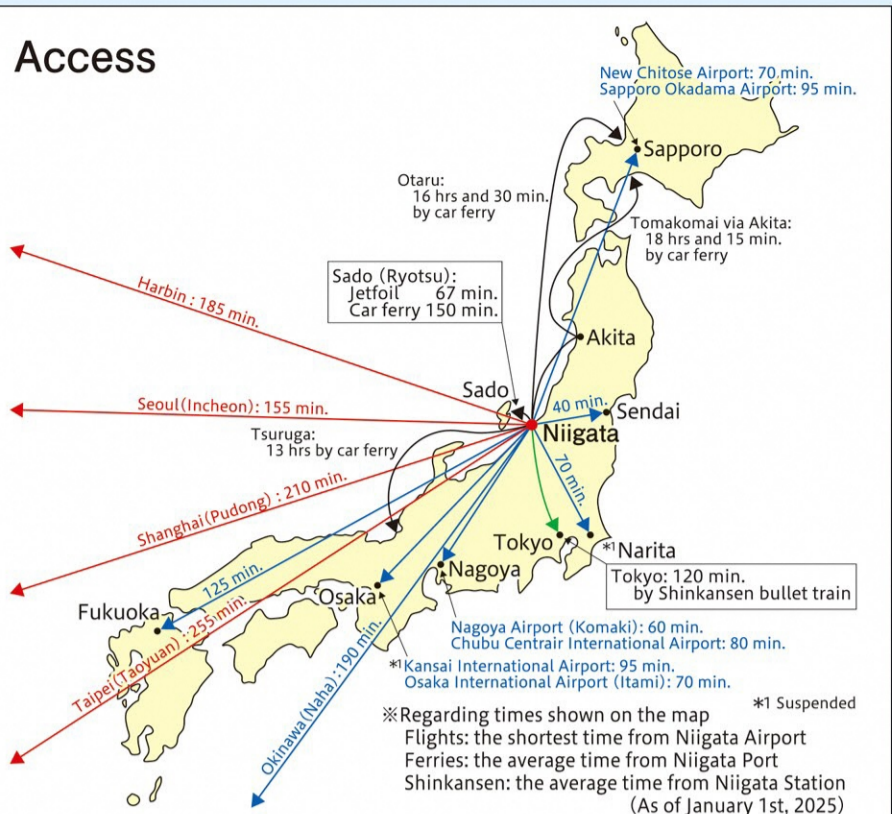 Access
New Chitose Airport: 70 min.
Sapporo Okadama Airport: 95 min.
Sapporo
Otaru:
16 hrs and 30 min.
by car ferry
Tomakomai via Akita:
18 hrs and 15 min.
by car ferry
Harbin : 185 min.
Sado (Ryotsu):
Jetfoil 67 min.
Car ferry 150 min.
Akita
Sado
Seoul(Incheon): 155 min.
40 min.
Sendai
Niigata
Tsuruga:
13 hrs by car ferry
70 min.
Shanghai(Pudong) : 210 min.
Tokyo
*1 Narita
Tokyo: 120 min.
by Shinkansen bullet train
Nagoya
125 min.
Osaka
Fukuoka
Taipei(Taoyuan) : 255 min.
Nagoya Airport (Komaki): 60 min.
Chubu Centrair International Airport: 80 min.
*1 Kansai International Airport: 95 min.
Osaka International Airport (Itami): 70 min.
Okinawa(Naha):190 min.
*1 Suspended
※Regarding times shown on the map
Flights: the shortest time from Niigata Airport
Ferries: the average time from Niigata Port
Shinkansen: the average time from Niigata Station
(As of January 1st, 2025)